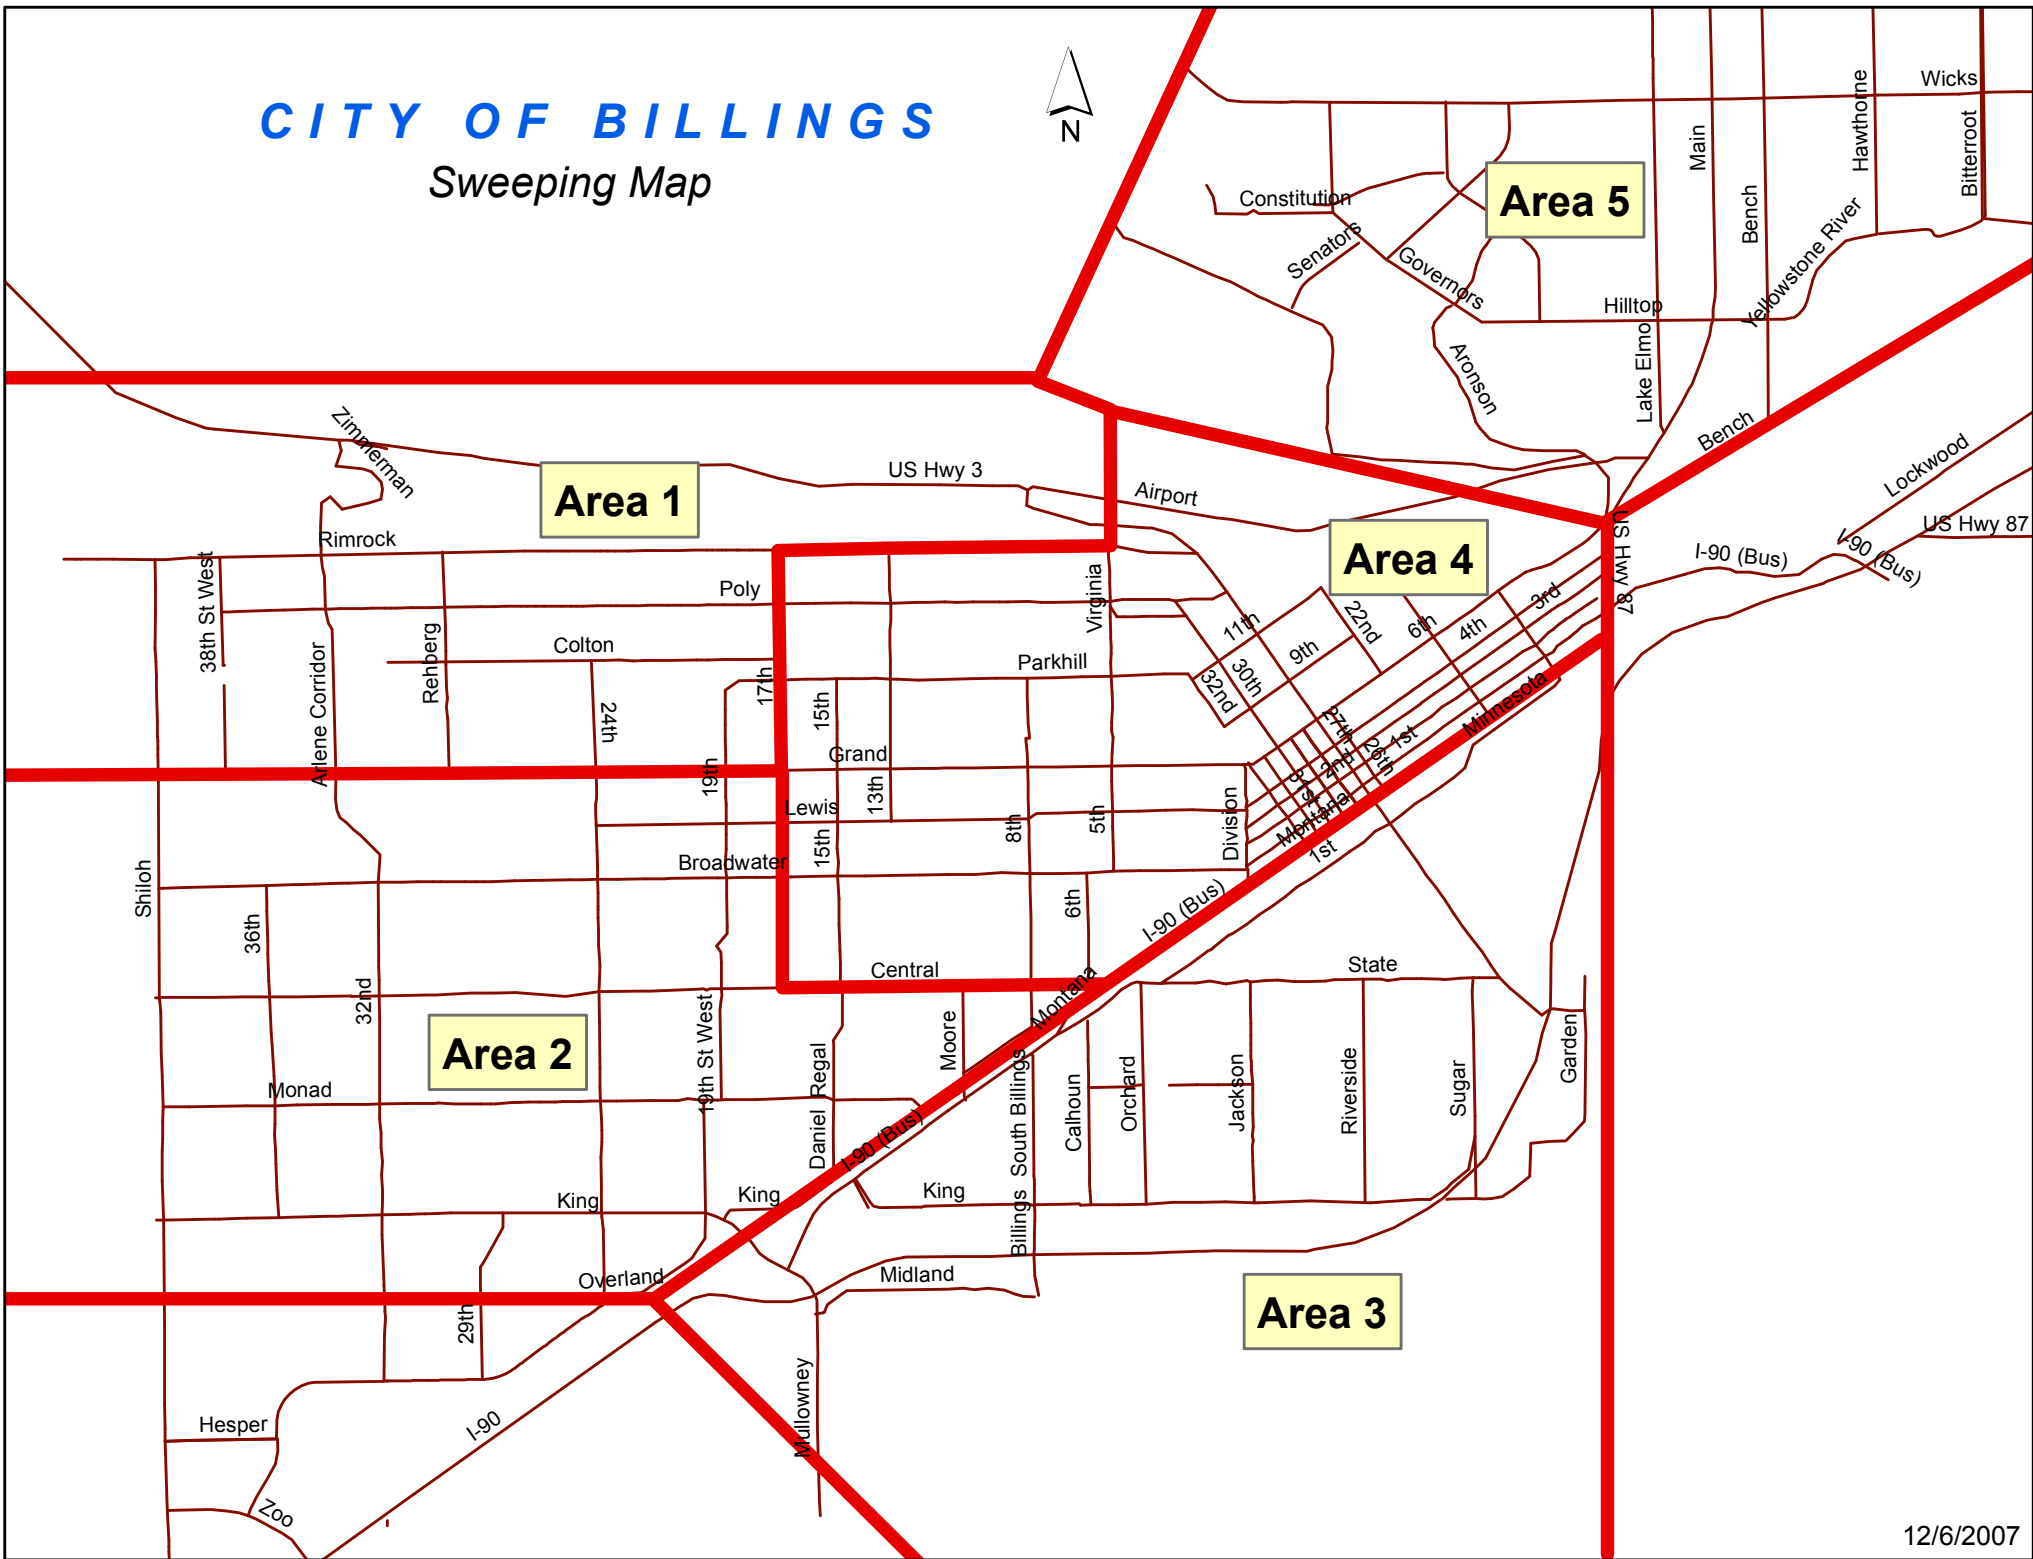 CITY OF BILLINGS
Sweeping Map
N
Wicks
Hawthorne
Main
Bitterroot
Bench
Constitution
Area 5
Senators
Governors
Yellowstone River
Hilltop
Lake Elmo
Aronson
Bench
Zimmerman
Lockwood
US Hwy 3
Area 1
Airport
US Hwy 87
US Hwy 87
I-90 (Bus)
I-90 (Bus)
Rimrock
Area 4
38th St West
Poly
Virginia
3rd
11th
22nd
6th
4th
Colton
Rehberg
Arlene Corridor
Parkhill
9th
30th
32nd
17th
15th
24th
Minnesota
27th
1st
26th
2nd
31st
Montana
1st
Grand
19th
13th
Lewis
8th
5th
Division
15th
Broadwater
Shiloh
36th
6th
I-90 (Bus)
Central
State
32nd
Montana
19th St West
Area 2
Moore
Regal
Daniel
Garden
Calhoun
Orchard
Jackson
Riverside
Sugar
Monad
I-90 (Bus)
South Billings
Billings
King
King
King
Overland
Midland
29th
Area 3
Mullowney
Hesper
I-90
Zoo
12/6/2007